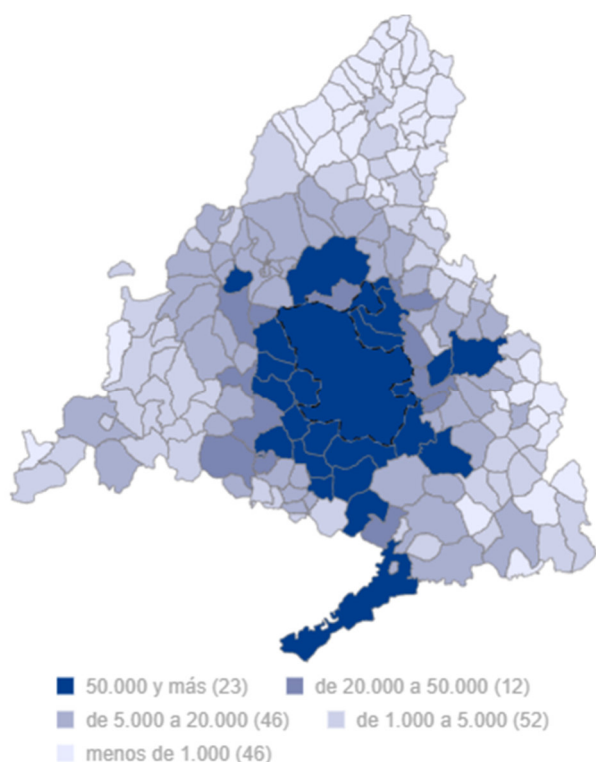 50.000 y más (23) de 20.000 a 50.000 (12)
de 5.000 a 20.000 (46) de 1.000 a 5.000 (52)
menos de 1.000 (46)